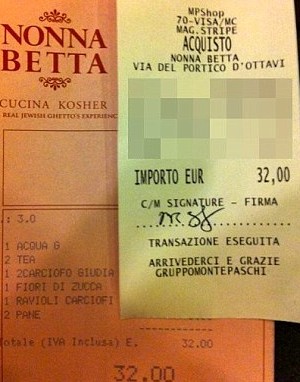 NONNA
BETTA
CUCINA KOSHER
REAL JEWISH GHETTO'S EXPERIENC
.: 3.0
1 ACQUA G
2 TEA
1 2CARCIOFO GIUDIA
1 FIORI DI ZUCCA
1 RAVIOLI CARCIOFI
2 PANE
Totale (IVA Inclusa) E. 32.00
32.00
MPShop
70-VISA/MC
MAG.STRIPE
ACQUISTO
NONNA BETTA
VIA DEL PORTICO D'OTTAVI
IMPORTO EUR 32,00
C/M SIGNATURE - FIRMA
TRANSAZIONE ESEGUITA
ARRIVEDERCI E GRAZIE
GRUPPOMONTEPASCHI